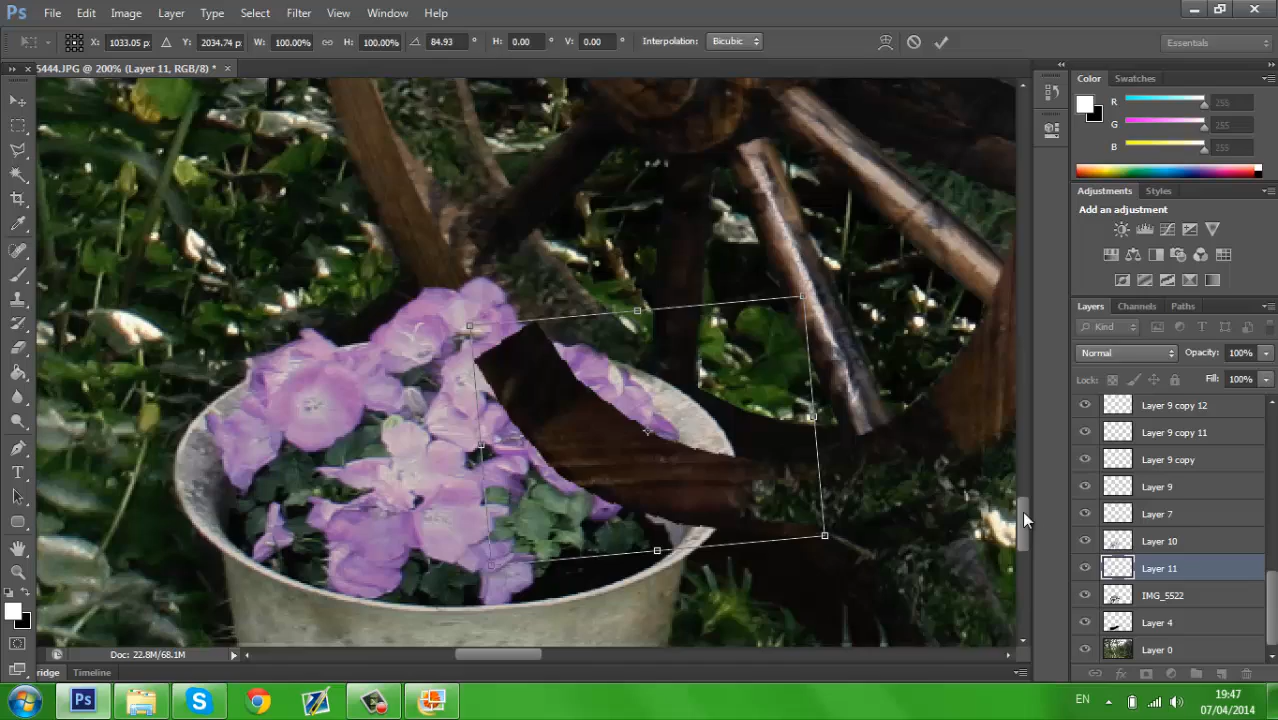 Ps File Edit Image Layer Type Select Filter View Window Help
X: 1033.05 p: Y: 2034.74 p: W: 100.00% H: 100.00% 84.93 ° H: 0.00 ° V: 0.00 ° Interpolation: Bicubic Essentials
5444.JPG @ 200% (Layer 11, RGB/8) * ×
Color Swatches
R 255
G 255
B 255
Adjustments Styles
Add an adjustment
Layers Channels Paths
Kind
Normal Opacity: 100%
Lock: Fill: 100%
Layer 9 copy 12
Layer 9 copy 11
Layer 9 copy
Layer 9
Layer 7
Layer 10
Layer 11
IMG_5522
Layer 4
Layer 0
Doc: 22.8M/68.1M
ridge Timeline
Ps EN 19:47
07/04/2014